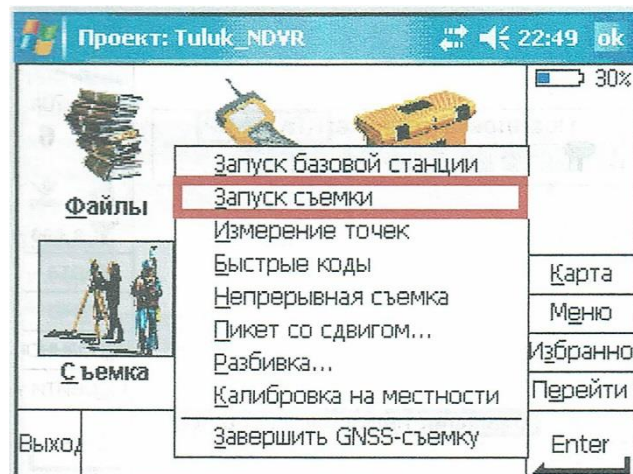 Проект: Tuluk_NDVR 22:49 ok
30%
Файлы
Запуск базовой станции
Запуск съемки
Измерение точек
Быстрые коды
Непрерывная съемка
Пикет со сдвигом...
Разбивка...
Калибровка на местности
Завершить GNSS-съемку
Съемка
Карта
Меню
Избранно
Перейти
Выход
Enter